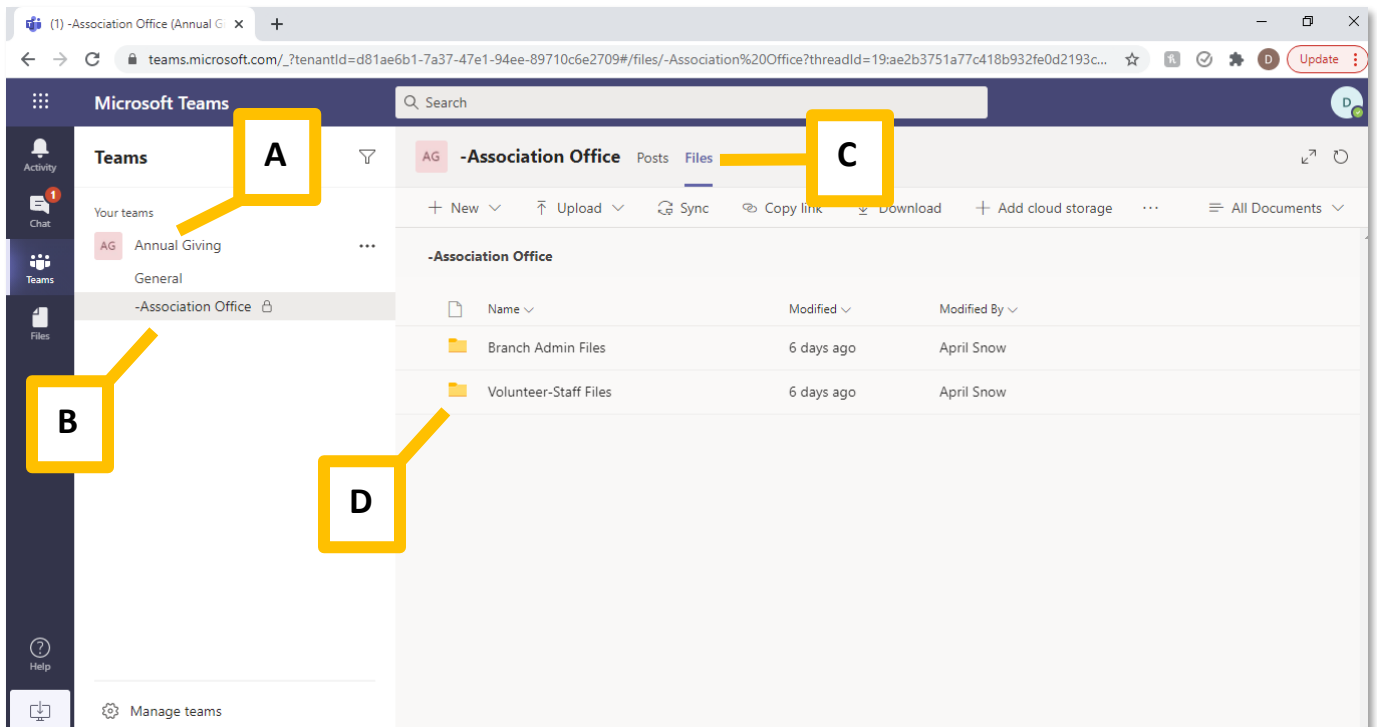 (1) -Association Office (Annual G
teams.microsoft.com/_?tenantId=d81ae6b1-7a37-47e1-94ee-89710c6e2709#/files/-Association%20Office?threadId=19:ae2b3751a77c418b932fe0d2193c...
D
Update
Microsoft Teams
Search
D
Activity
Chat
1
Teams
Files
Help
Teams
A
Your teams
AG Annual Giving
General
-Association Office
B
Manage teams
AG -Association Office Posts Files
C
+ New Upload Sync Copy link Download + Add cloud storage ... All Documents
-Association Office
Name Modified Modified By
Branch Admin Files 6 days ago April Snow
Volunteer-Staff Files 6 days ago April Snow
D